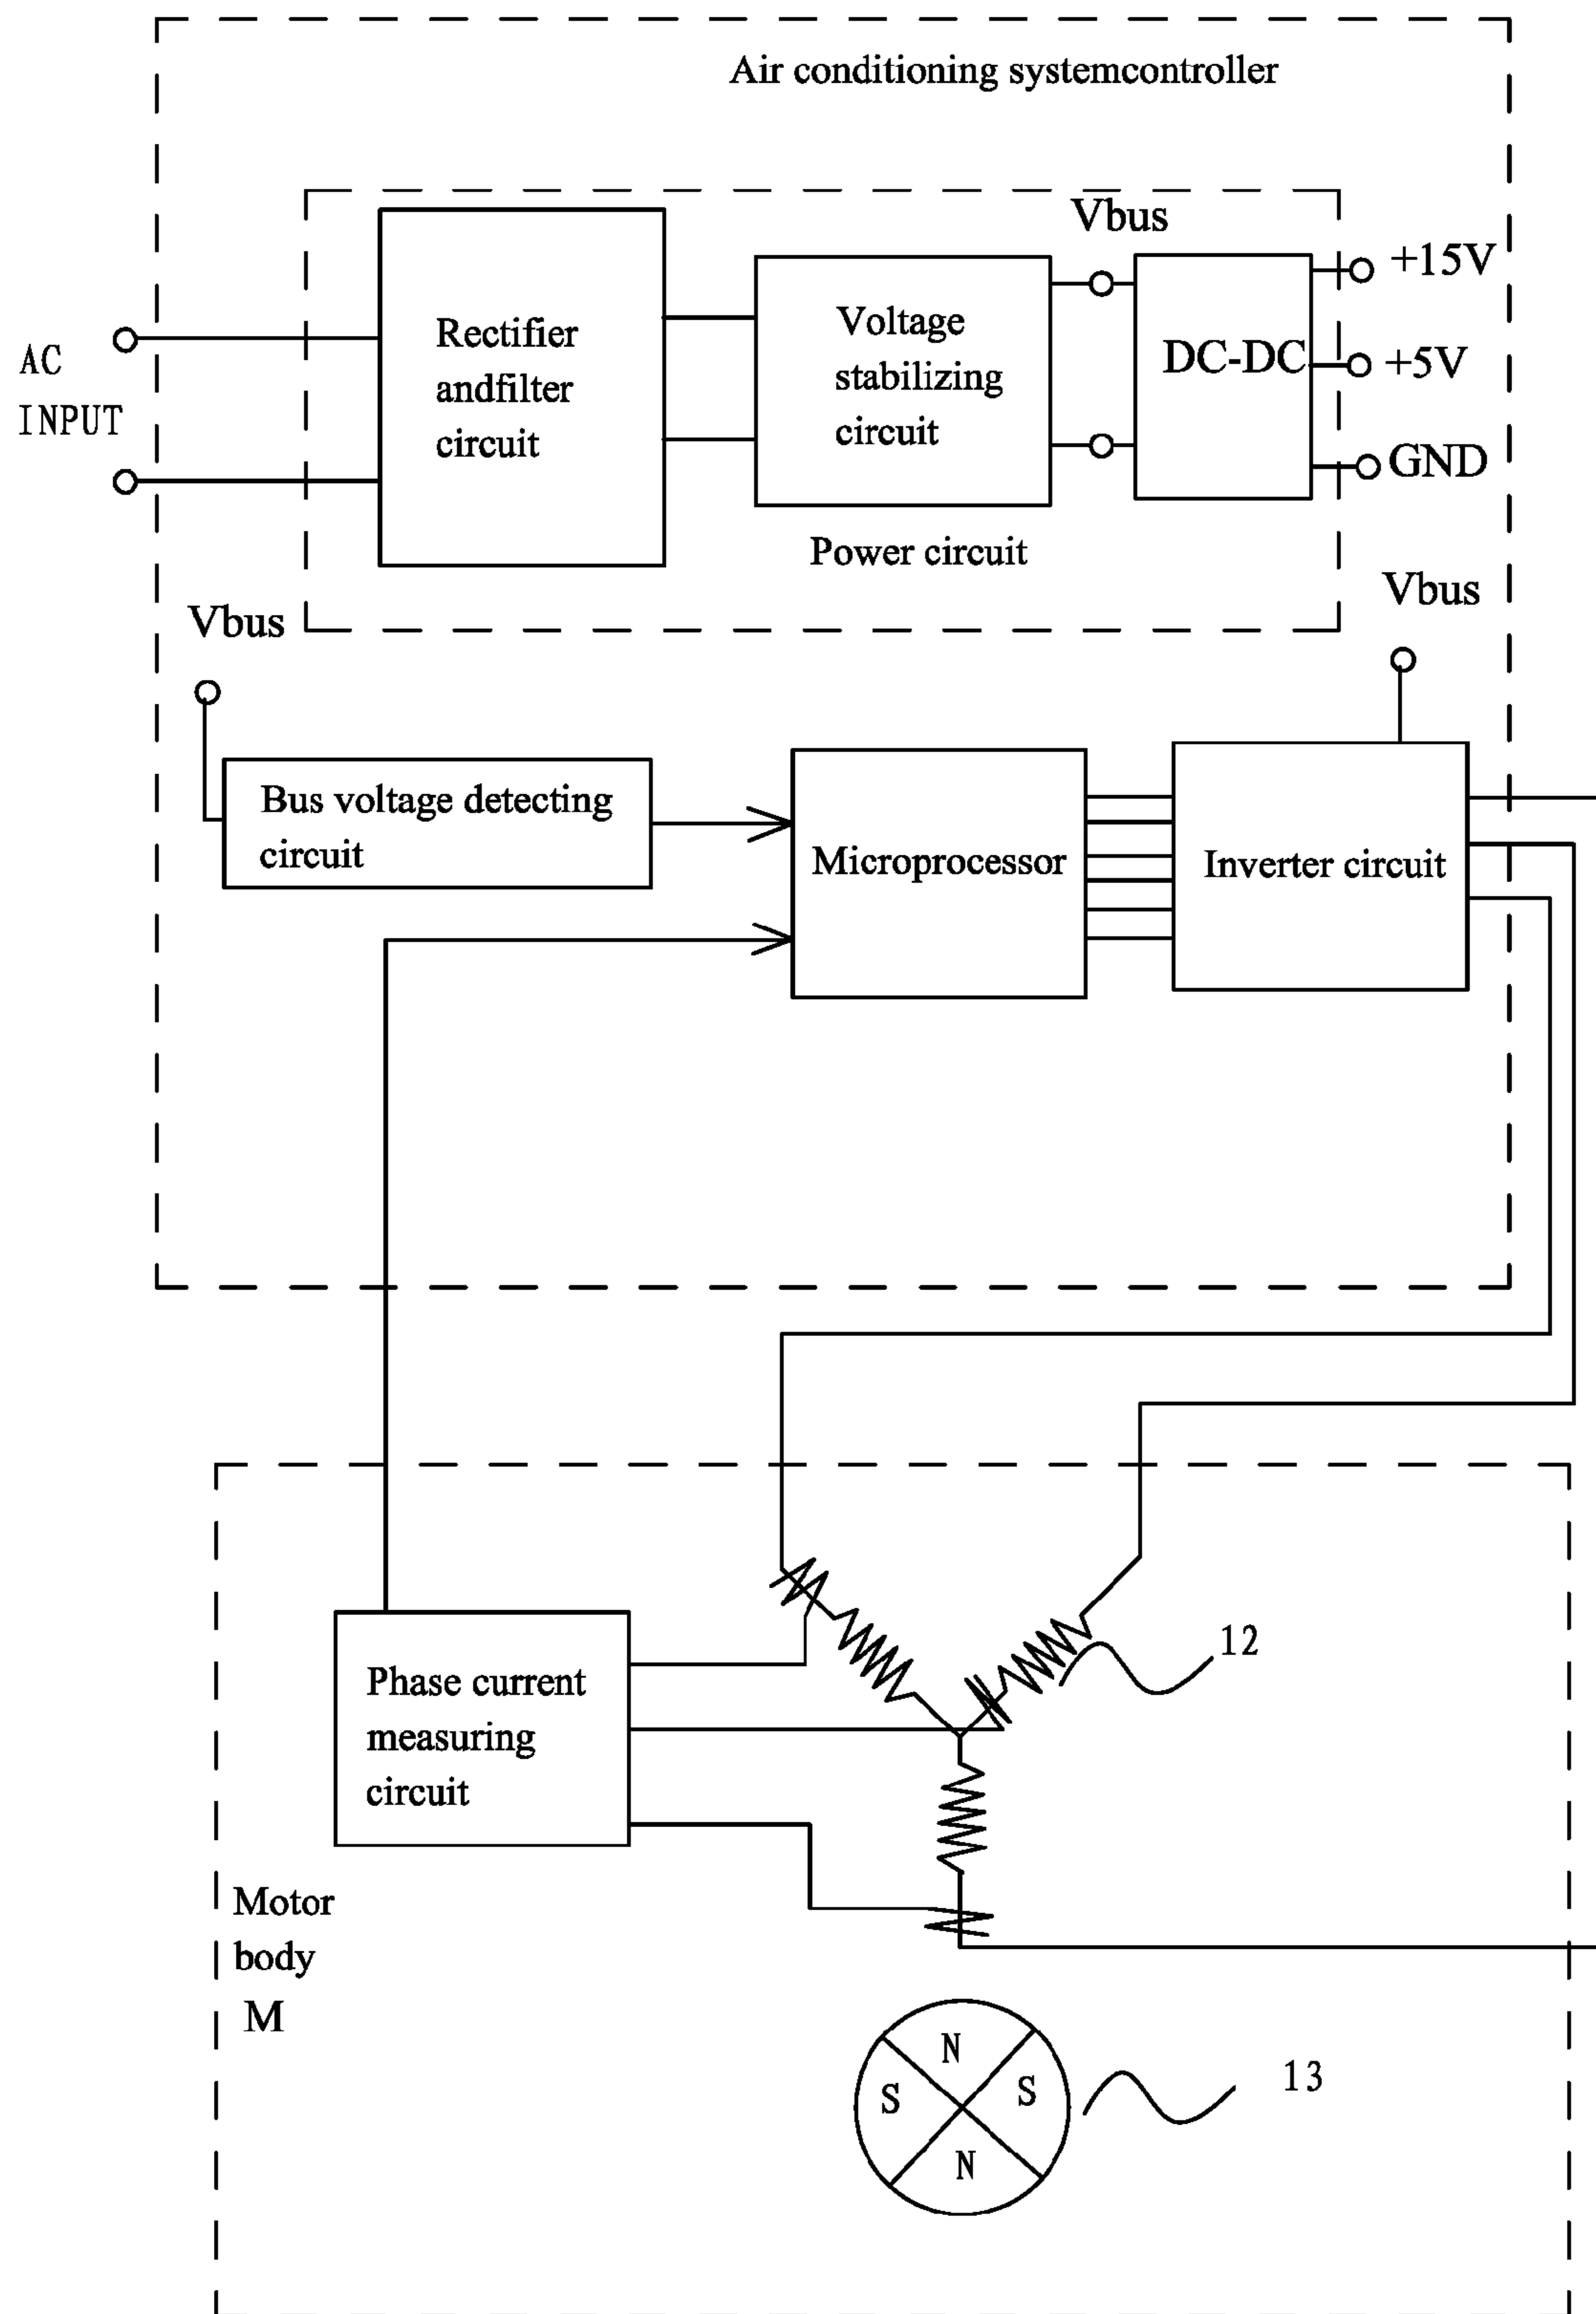 Air conditioning systemcontroller
Vbus
+15V
Rectifier
andfilter
circuit
Voltage
stabilizing
circuit
DC-DC
+5V
AC
INPUT
GND
Power circuit
Vbus
Vbus
Bus voltage detecting
circuit
Microprocessor
Inverter circuit
12
Phase current
measuring
circuit
Motor
body
M
N
S
S
N
13